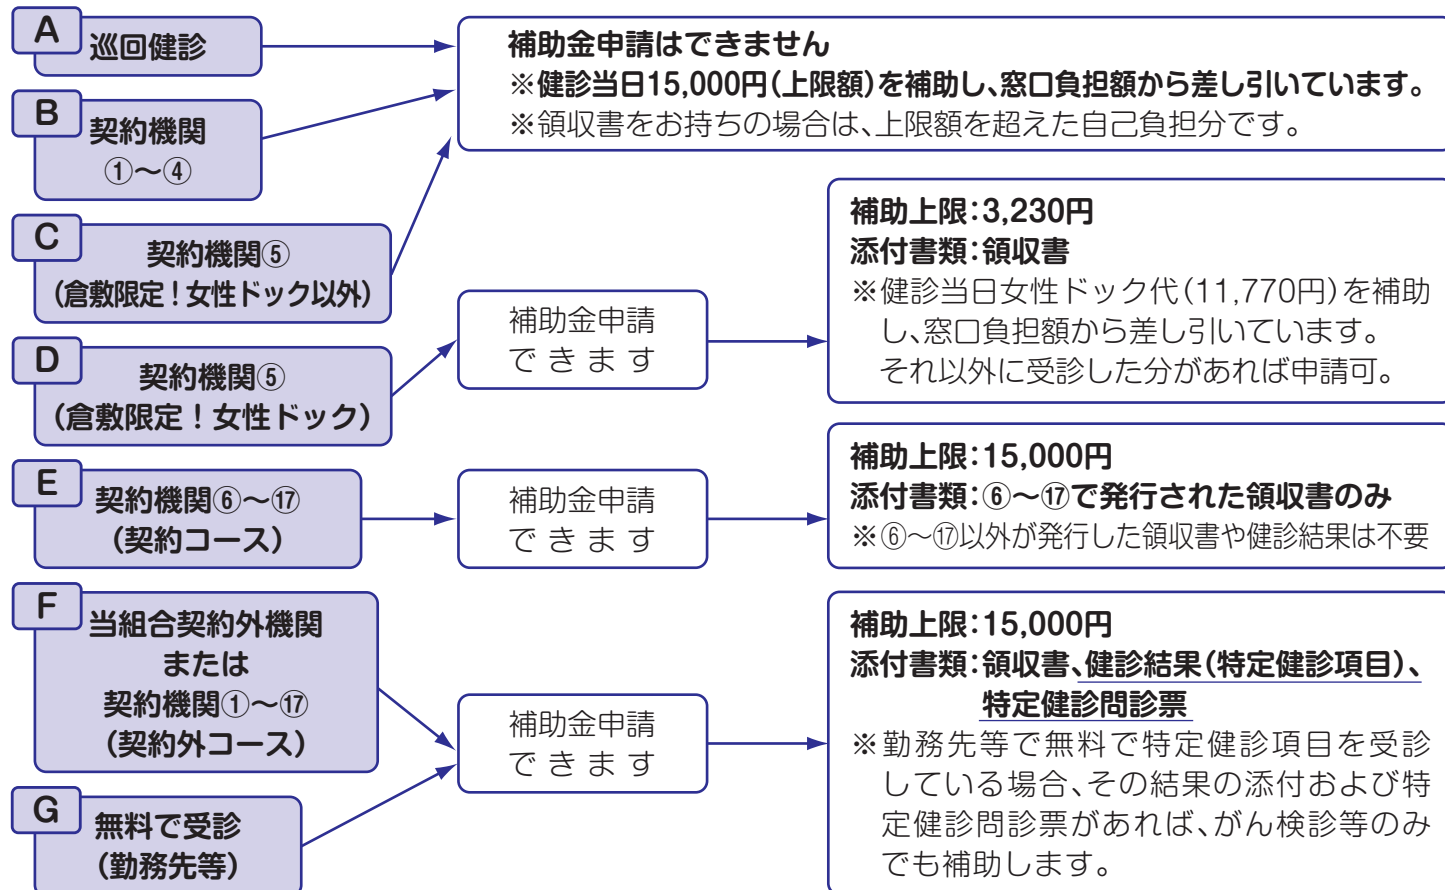 A
巡回健診
補助金申請はできません
※健診当日15,000円(上限額)を補助し、窓口負担額から差し引いています。
※領収書をお持ちの場合は、上限額を超えた自己負担分です。
B
契約機関
①～④
C
契約機関⑤
(倉敷限定！女性ドック以外)
D
契約機関⑤
(倉敷限定！女性ドック)
補助金申請
できます
補助上限：3,230円
添付書類：領収書
※健診当日女性ドック代(11,770円)を補助
し、窓口負担額から差し引いています。
それ以外に受診した分があれば申請可。
E
契約機関⑥～⑰
(契約コース)
補助金申請
できます
補助上限：15,000円
添付書類：⑥～⑰で発行された領収書のみ
※⑥～⑰以外が発行した領収書や健診結果は不要
F
当組合契約外機関
または
契約機関①～⑰
(契約外コース)
G
無料で受診
(勤務先等)
補助金申請
できます
補助上限：15,000円
添付書類：領収書、健診結果(特定健診項目)、
特定健診問診票
※勤務先等で無料で特定健診項目を受診
している場合、その結果の添付および特
定健診問診票があれば、がん検診等のみ
でも補助します。